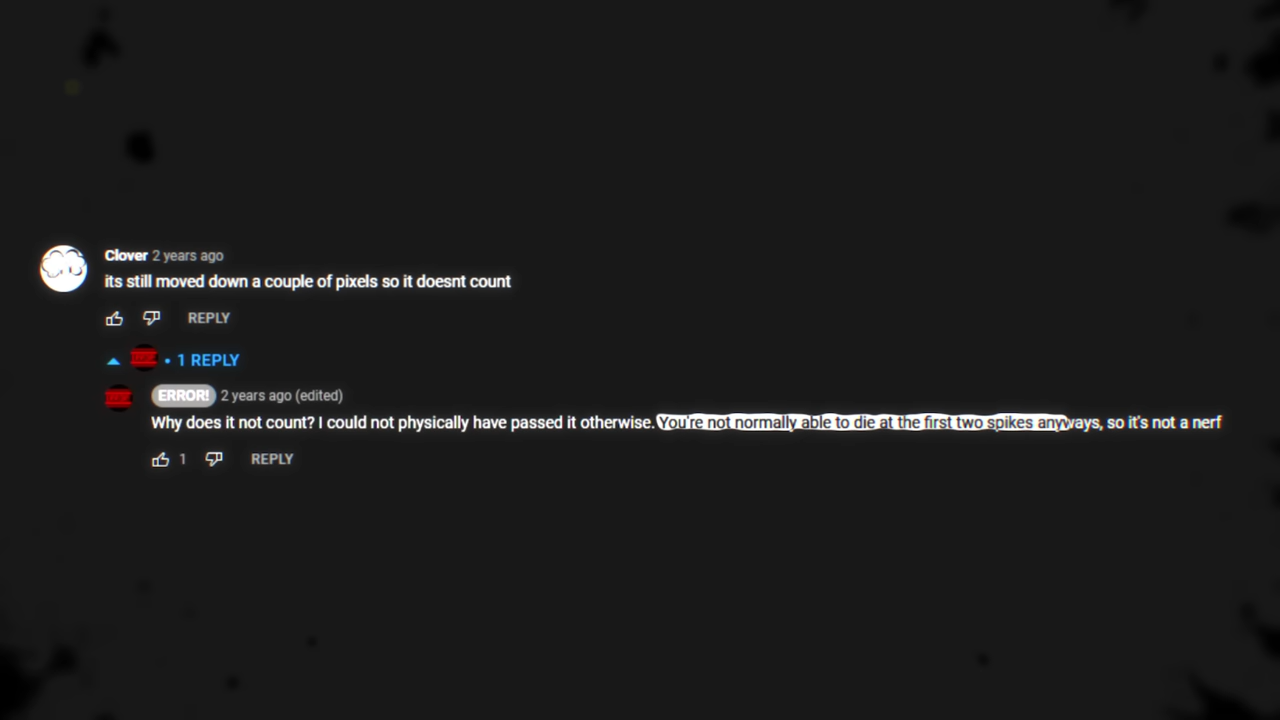 Clover 2 years ago
its still moved down a couple of pixels so it doesnt count
REPLY
• 1 REPLY
ERROR! 2 years ago (edited)
Why does it not count? I could not physically have passed it otherwise. You're not normally able to die at the first two spikes anyways, so it's not a nerf
1 REPLY